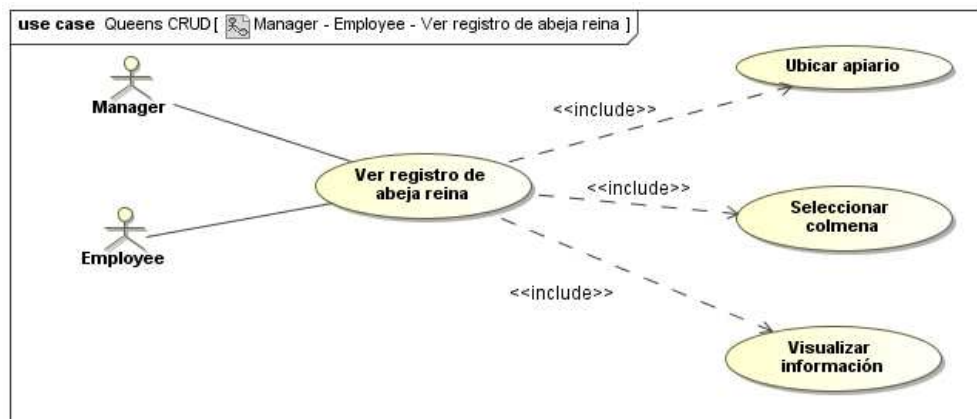 use case Queens CRUD [ Manager - Employee - Ver registro de abeja reina ]
Manager
Employee
Ver registro de
abeja reina
<<include>>
<<include>>
<<include>>
Ubicar apiario
Seleccionar
colmena
Visualizar
información